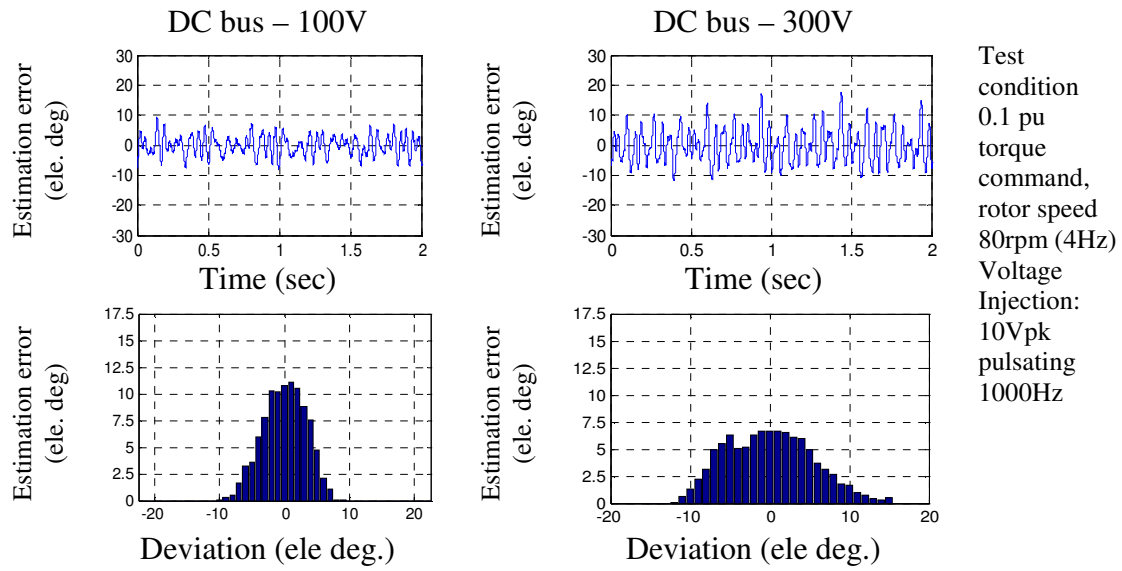 DC bus – 100V
Estimation error
(ele. deg)
30
20
10
0
-10
-20
-30
0
0.5
1
1.5
2
Time (sec)
DC bus – 300V
Estimation error
(ele. deg)
30
20
10
0
-10
-20
-30
0
0.5
1
1.5
2
Time (sec)
Test
condition
0.1 pu
torque
command,
rotor speed
80rpm (4Hz)
Voltage
Injection:
10Vpk
pulsating
1000Hz
Estimation error
(ele. deg)
17.5
15
12.5
10
7.5
5
2.5
0
-20
-10
0
10
20
Deviation (ele deg.)
Estimation error
(ele. deg)
17.5
15
12.5
10
7.5
5
2.5
0
-20
-10
0
10
20
Deviation (ele deg.)